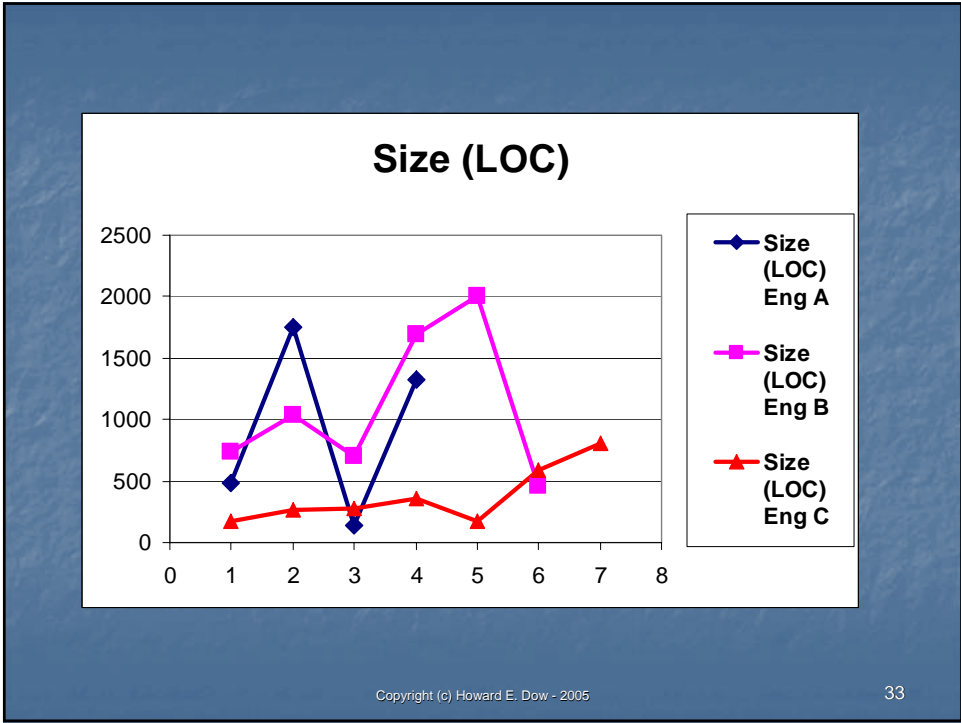 Size (LOC)
2500
2000
1500
1000
500
0
0 1 2 3 4 5 6 7 8
Size
(LOC)
Eng A
Size
(LOC)
Eng B
Size
(LOC)
Eng C
Copyright (c) Howard E. Dow - 2005
33